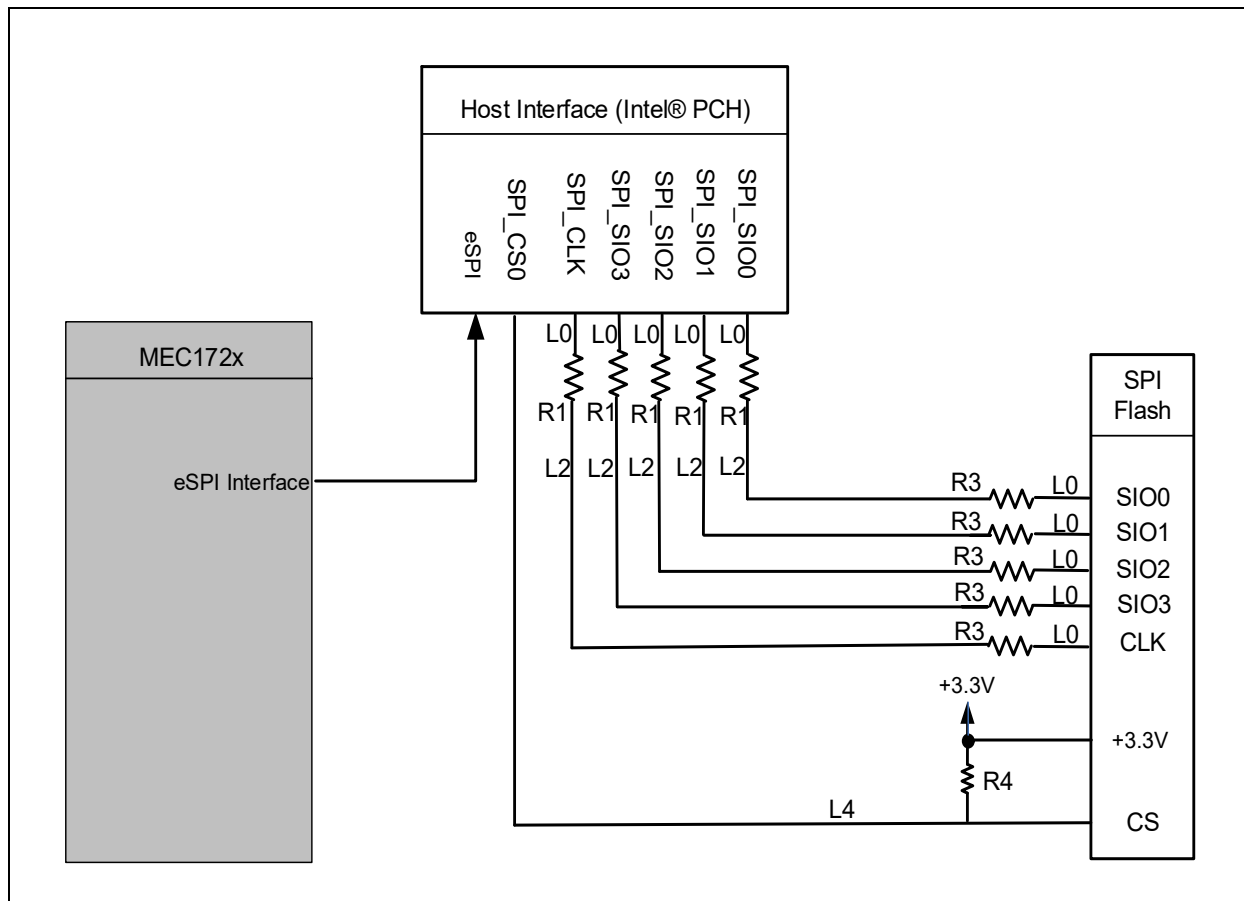 Host Interface (Intel® PCH)
eSPI
SPI_CS0
SPI_CLK
SPI_SIO3
SPI_SIO2
SPI_SIO1
SPI_SIO0
L0 L0 L0 L0 L0
R1 R1 R1 R1 R1
L2 L2 L2 L2 L2
MEC172x
eSPI Interface
SPI
Flash
R3 L0 SIO0
R3 L0 SIO1
R3 L0 SIO2
R3 L0 SIO3
R3 L0 CLK
+3.3V
+3.3V
R4
L4
CS